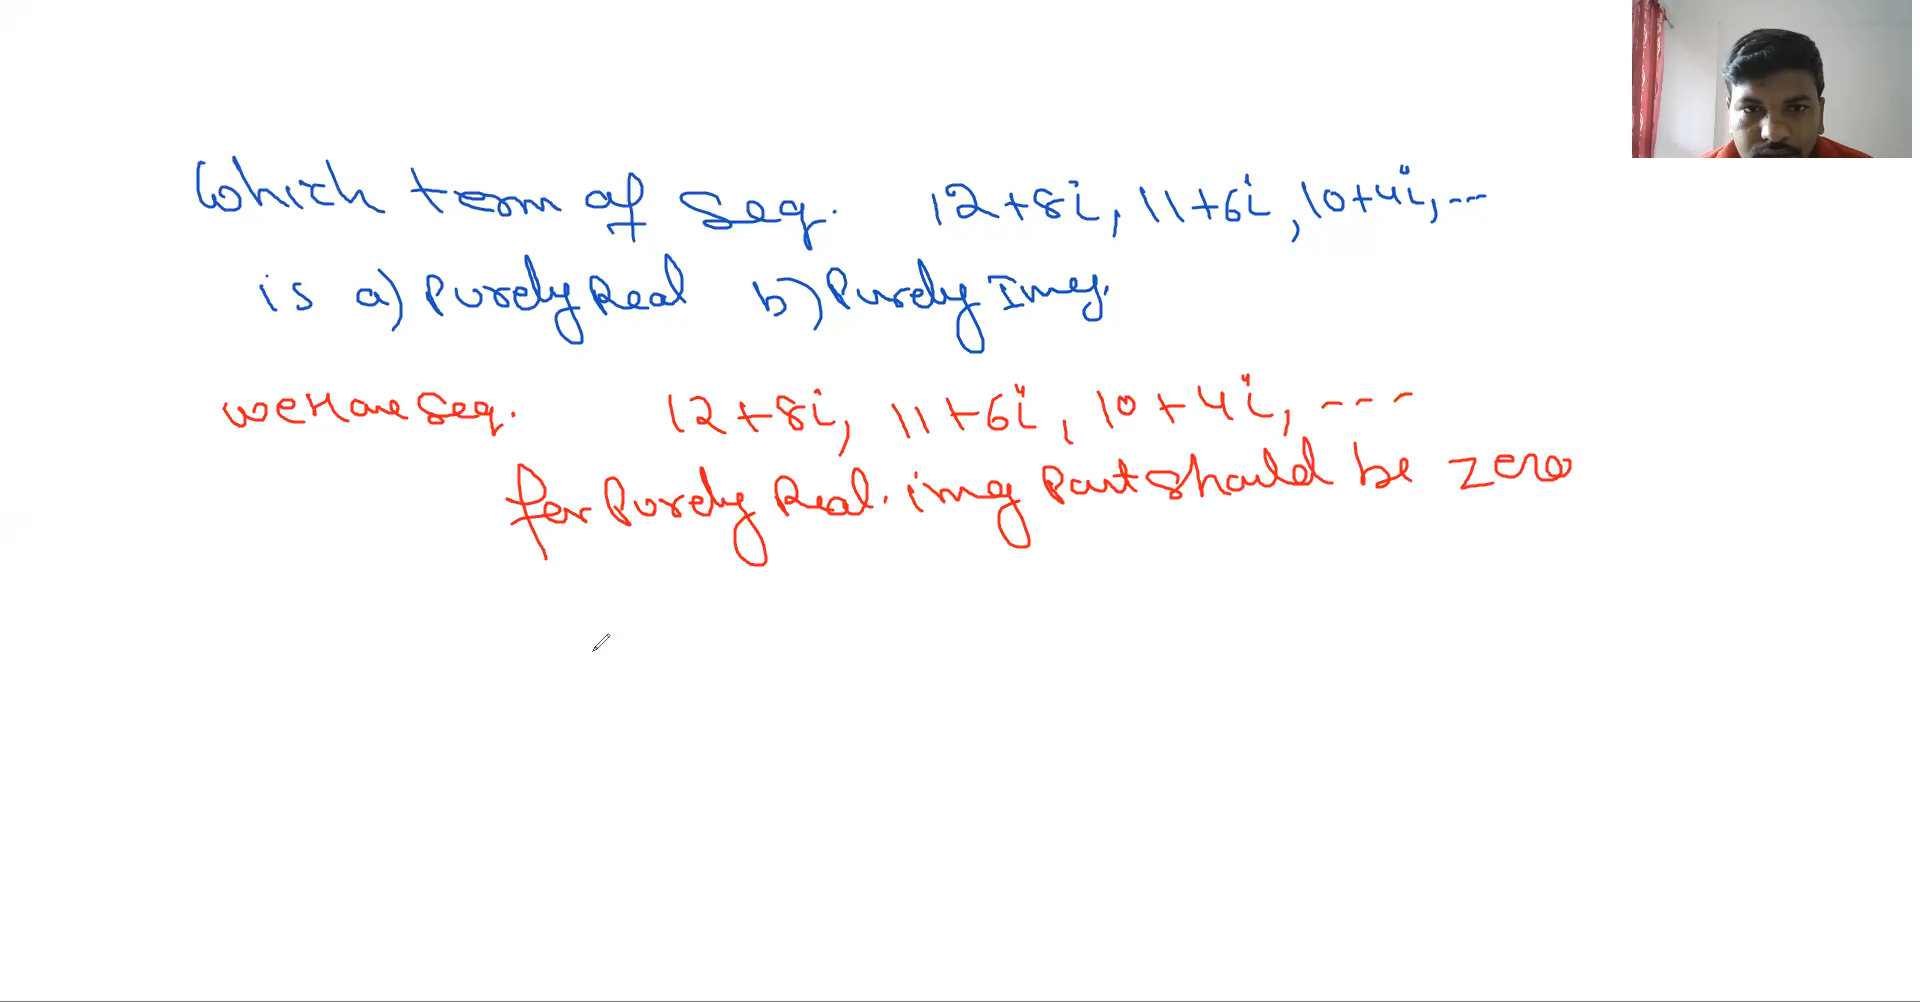 Which term of Seq. 12+8i, 11+6i, 10+4i, ---
is a) Purely Real b) Purely Img.
we Have Seq. 12+8i, 11+6i, 10+4i, ---
for Purely Real. img Part should be zero